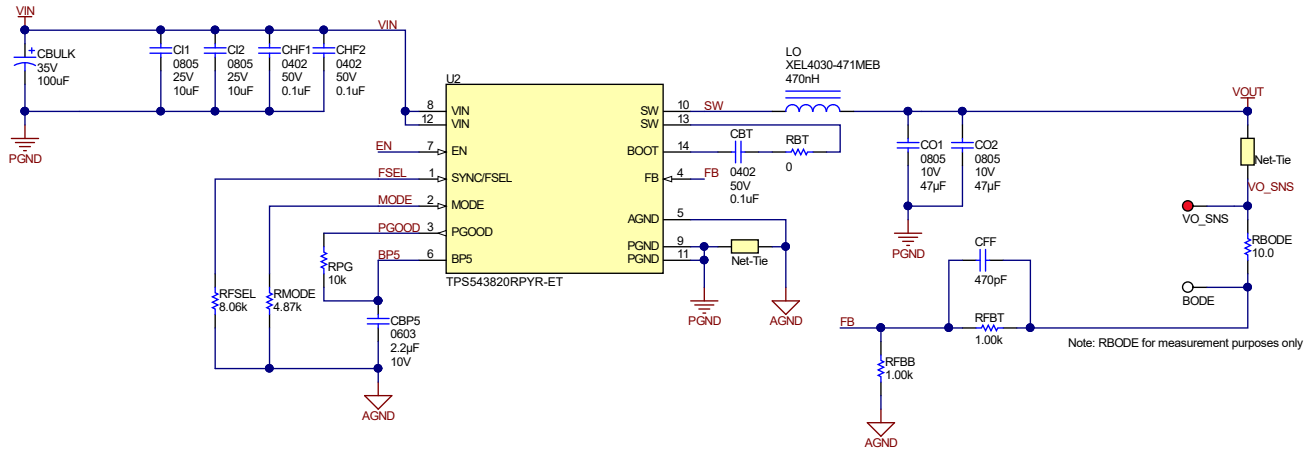 VIN
VIN
CBULK
35V
100uF
+
CI1
0805
25V
10uF
CI2
0805
25V
10uF
CHF1
0402
50V
0.1uF
CHF2
0402
50V
0.1uF
PGND
U2
8
VIN
12
VIN
EN
7
EN
FSEL
1
SYNC/FSEL
MODE
2
MODE
PGOOD
3
PGOOD
BP5
6
BP5
SW
10
SW
SW
13
BOOT
14
FB
4
FB
AGND
5
PGND
9
PGND
11
TPS543820RPYR-ET
RPG
10k
RFSEL
8.06k
RMODE
4.87k
CBP5
0603
2.2µF
10V
AGND
LO
XEL4030-471MEB
470nH
CBT
0402
50V
0.1uF
RBT
0
Net-Tie
PGND
AGND
CO1
0805
10V
47µF
CO2
0805
10V
47µF
PGND
VOUT
Net-Tie
VO_SNS
VO_SNS
RBODE
10.0
BODE
CFF
470pF
FB
RFBT
1.00k
RFBB
1.00k
AGND
Note: RBODE for measurement purposes only